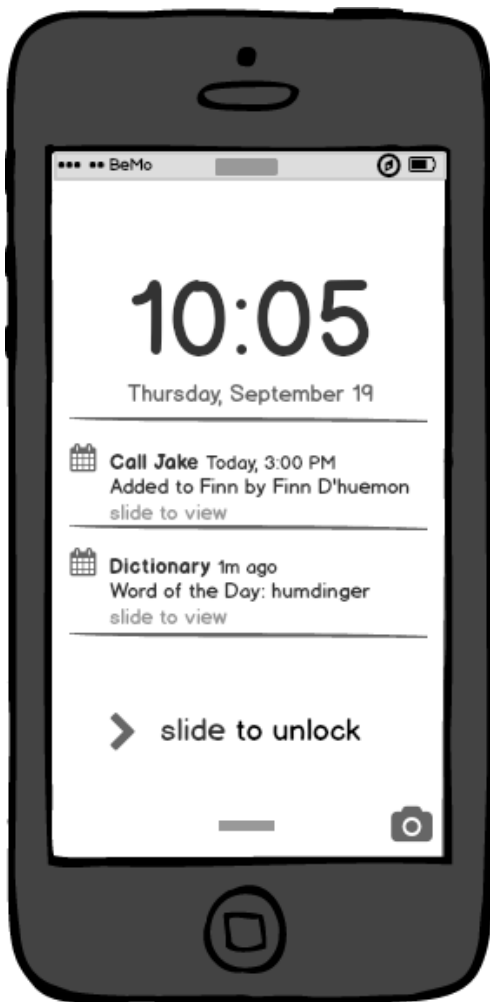 BeMo
10:05
Thursday, September 19
Call Jake Today, 3:00 PM
Added to Finn by Finn D'huemon
slide to view
Dictionary 1m ago
Word of the Day: humdinger
slide to view
slide to unlock